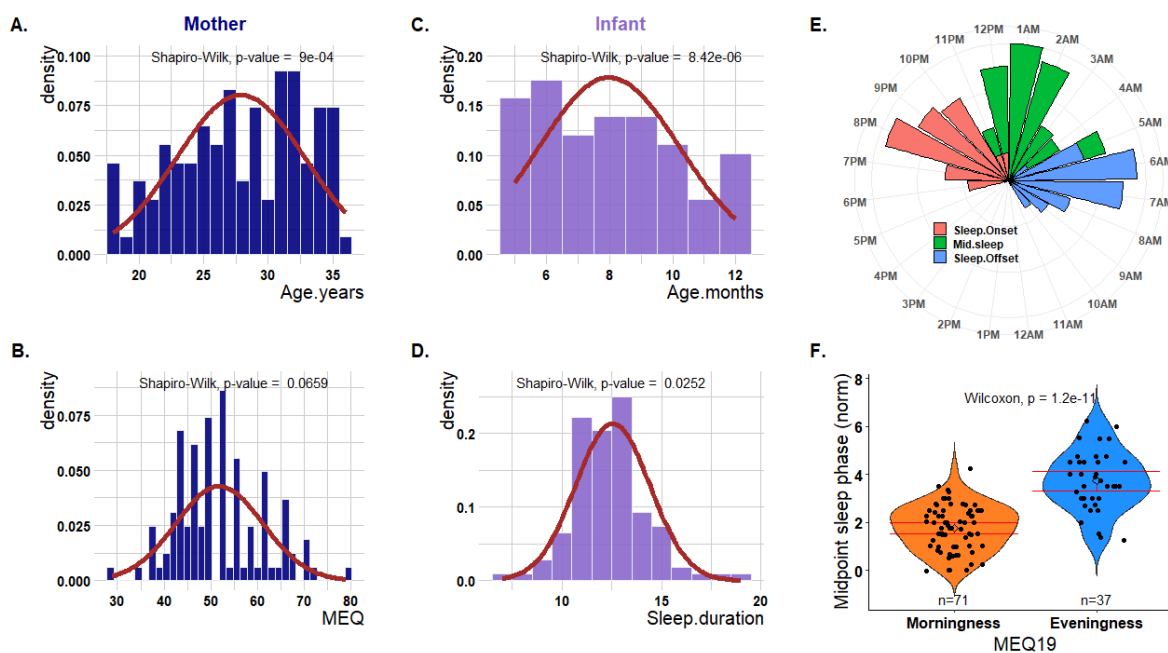 A.
Mother
Shapiro-Wilk, p-value = 9e-04
density
0.100
0.075
0.050
0.025
0.000
20
25
30
35
Age.years
C.
Infant
Shapiro-Wilk, p-value = 8.42e-06
density
0.20
0.15
0.10
0.05
0.00
6
8
10
12
Age.months
E.
12PM
1AM
2AM
3AM
4AM
5AM
6AM
7AM
8AM
9AM
10AM
11AM
12AM
1PM
2PM
3PM
4PM
5PM
6PM
7PM
8PM
9PM
10PM
11PM
Sleep.Onset
Mid.sleep
Sleep.Offset
B.
Shapiro-Wilk, p-value = 0.0659
density
0.075
0.050
0.025
0.000
30
40
50
60
70
80
MEQ
D.
Shapiro-Wilk, p-value = 0.0252
density
0.2
0.1
0.0
10
15
20
Sleep.duration
F.
Midpoint sleep phase (norm)
8
6
4
2
0
Wilcoxon, p = 1.2e-11
n=71
n=37
Morningness
Eveningness
MEQ19